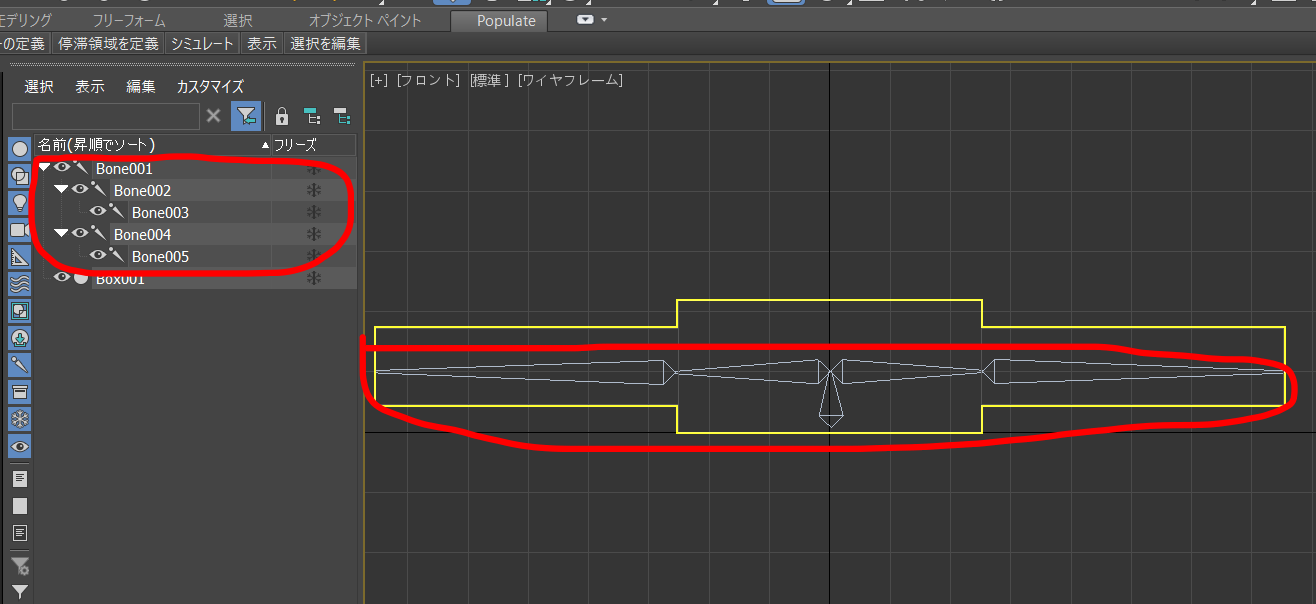 モデリング フリーフォーム 選択 オブジェクト ペイント Populate
の定義 停滞領域を定義 シミュレート 表示 選択を編集
選択 表示 編集 カスタマイズ
[+] [フロント] [標準 ] [ワイヤフレーム]
名前(昇順でソート) ▲ フリーズ
Bone001
Bone002
Bone003
Bone004
Bone005
Box001